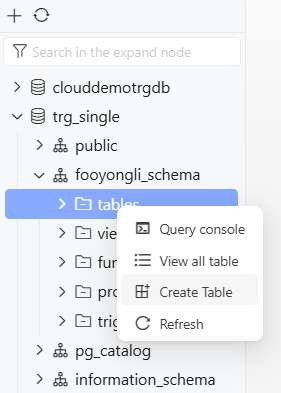 Search in the expand node
clouddemotrgdb
trg_single
public
fooyongli_schema
tables
Query console
View all table
Create Table
Refresh
pg_catalog
information_schema